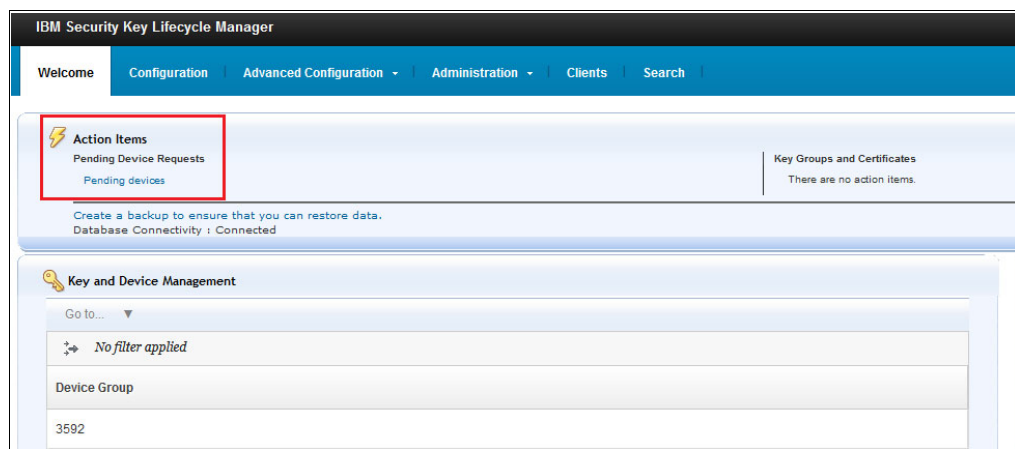 IBM Security Key Lifecycle Manager
Welcome Configuration Advanced Configuration Administration Clients Search
Action Items
Pending Device Requests
Pending devices
Key Groups and Certificates
There are no action items.
Create a backup to ensure that you can restore data.
Database Connectivity : Connected
Key and Device Management
Go to...
No filter applied
Device Group
3592